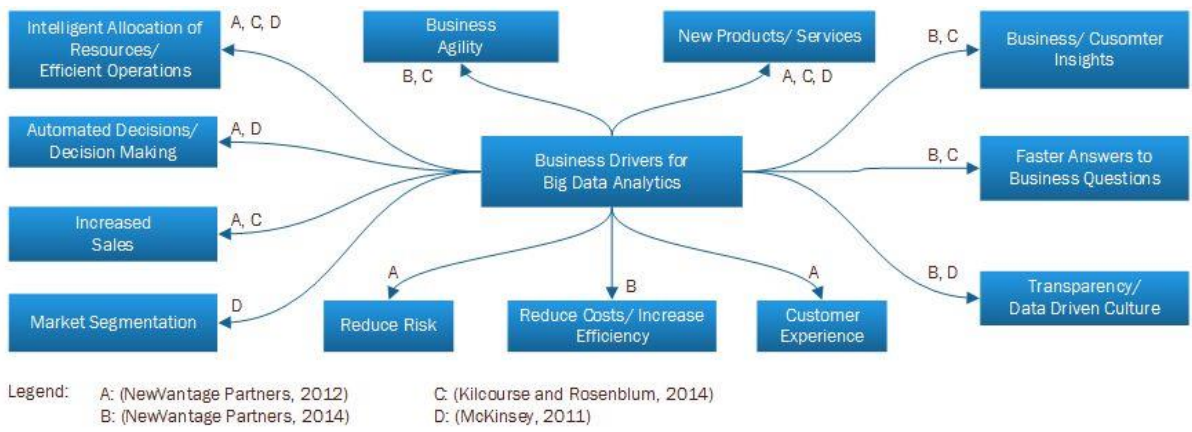 Intelligent Allocation of
Resources/
Efficient Operations
A, C, D
Business
Agility
B, C
New Products/ Services
A, C, D
B, C
Business/ Cusomter
Insights
Automated Decisions/
Decision Making
A, D
Business Drivers for
Big Data Analytics
B, C
Faster Answers to
Business Questions
Increased
Sales
A, C
Market Segmentation
D
A
Reduce Risk
B
Reduce Costs/ Increase
Efficiency
A
Customer
Experience
B, D
Transparency/
Data Driven Culture
Legend:
A: (NewVantage Partners, 2012)
B: (NewVantage Partners, 2014)
C: (Kilcourse and Rosenblum, 2014)
D: (McKinsey, 2011)